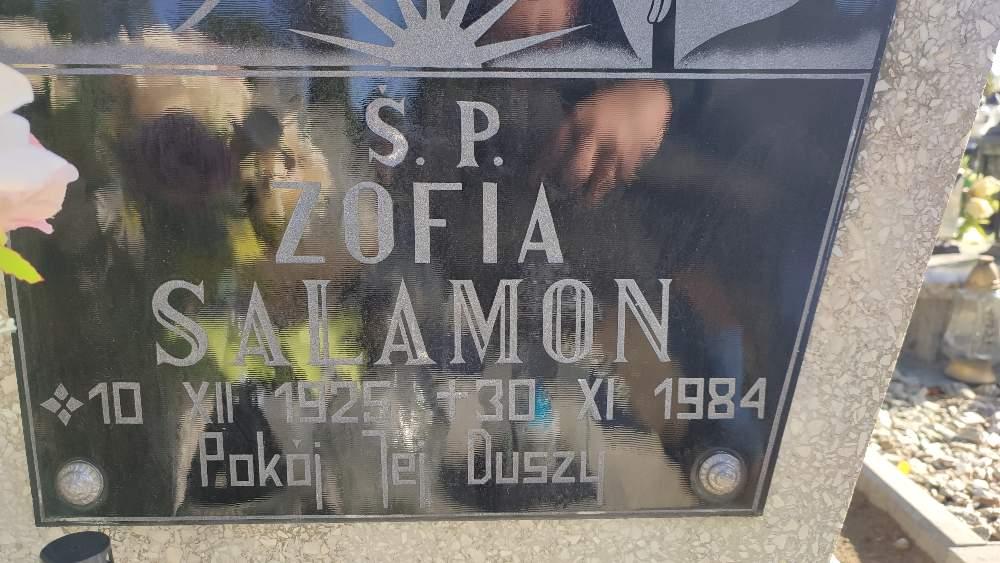 Ś. P.
ZOFIA
SALAMON
10 XII 1925 + 30 XI 1984
Pokój Jej Duszy